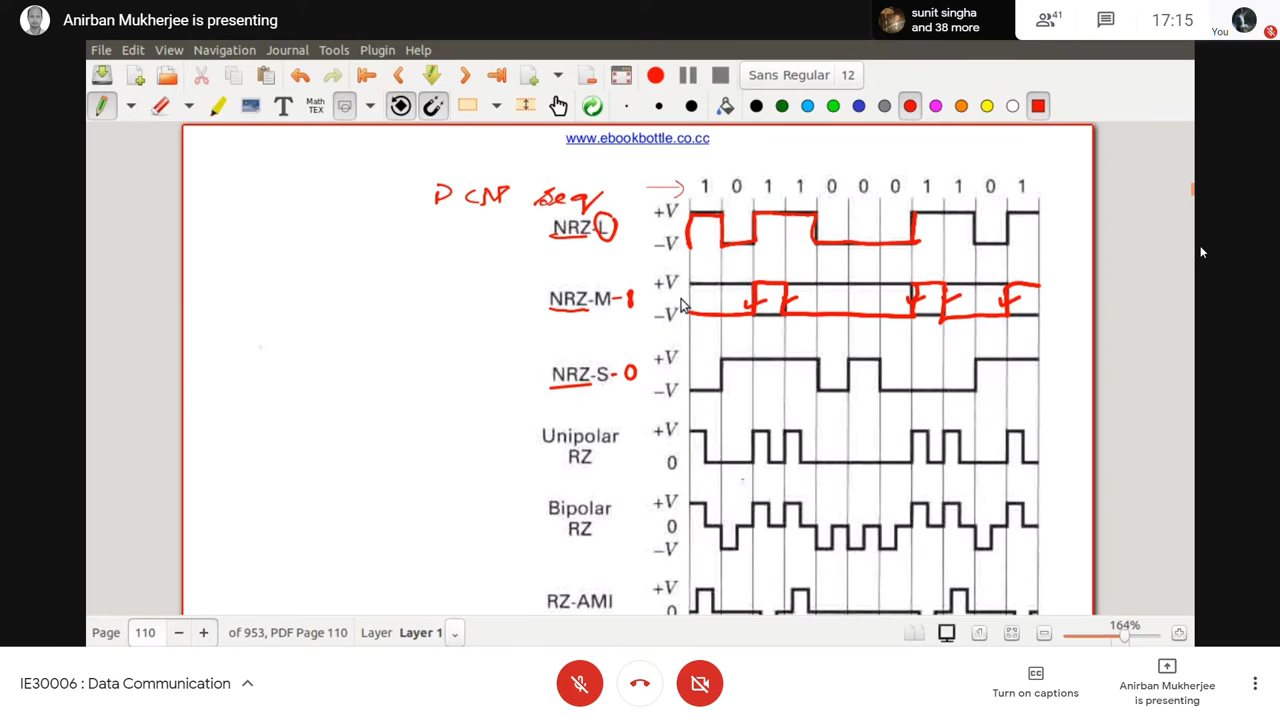 Anirban Mukherjee is presenting
sunit singha
and 38 more
41
17:15
You
File Edit View Navigation Journal Tools Plugin Help
Sans Regular 12
Math
TEX
www.ebookbottle.co.cc
PCM seq
1 0 1 1 0 0 0 1 1 0 1
+V
NRZ-L
−V
+V
NRZ-M-1
−V
+V
NRZ-S-0
−V
Unipolar
RZ
+V
0
Bipolar
RZ
+V
0
−V
RZ-AMI
+V
0
Page 110 − + of 953, PDF Page 110 Layer Layer 1
164%
IE30006 : Data Communication
CC
Turn on captions
Anirban Mukherjee
is presenting